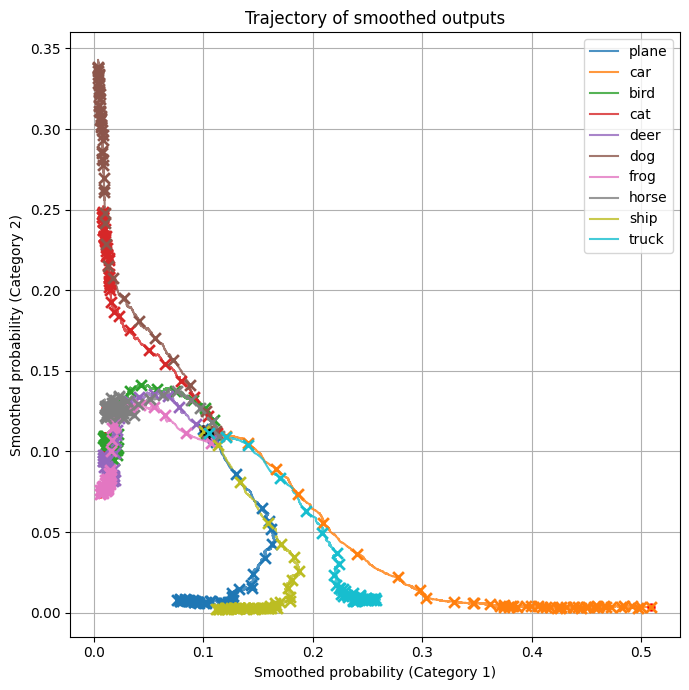 Trajectory of smoothed outputs
Smoothed probability (Category 2)
0.35
0.30
0.25
0.20
0.15
0.10
0.05
0.00
plane
car
bird
cat
deer
dog
frog
horse
ship
truck
0.0 0.1 0.2 0.3 0.4 0.5
Smoothed probability (Category 1)